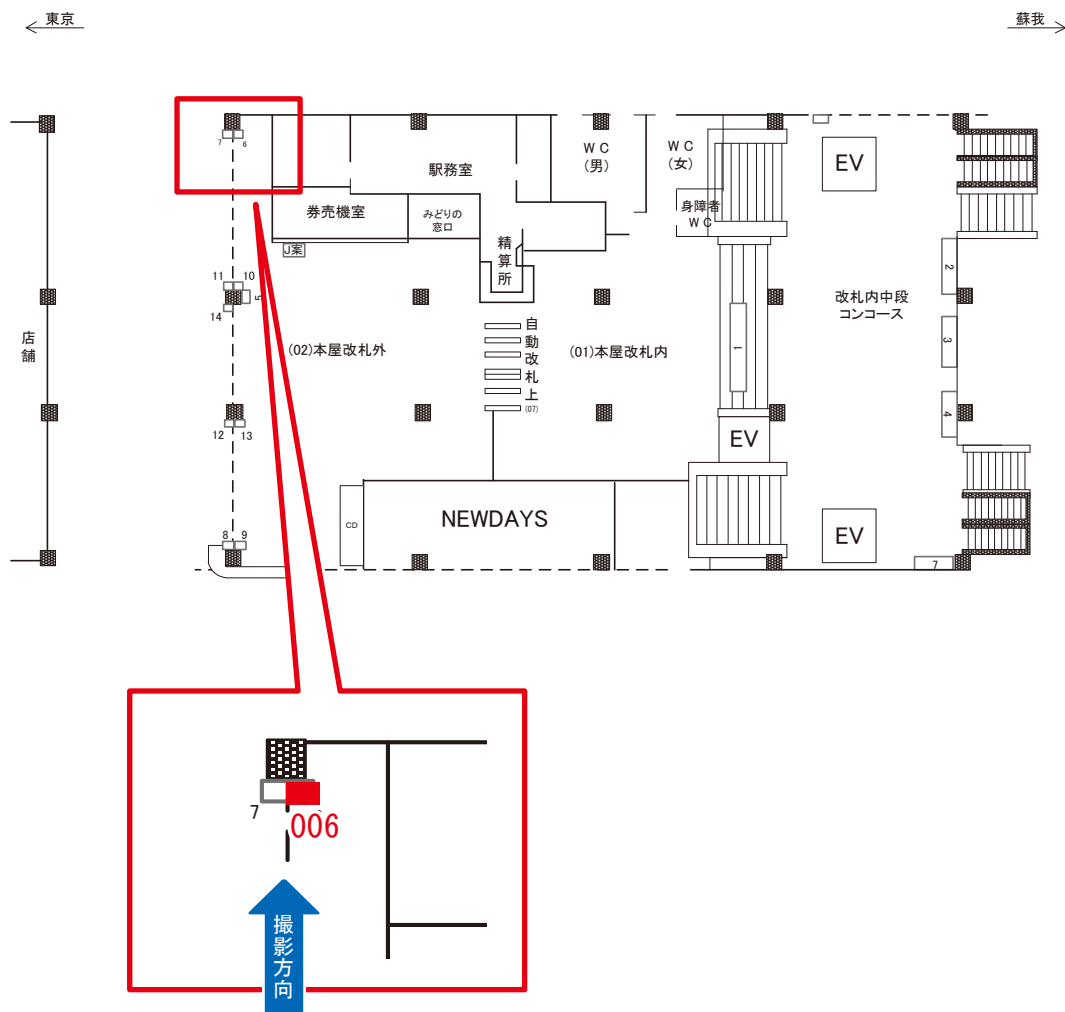 東京
蘇我
7
6
駅務室
ＷＣ
(男)
ＷＣ
(女)
EV
券売機室
みどりの
窓口
身障者
ＷＣ
J案
精算所
11
10
5
14
店舗
(02)本屋改札外
自動改札上
(07)
(01)本屋改札内
1
改札内中段
コンコース
2
3
4
12
13
EV
8
9
CD
NEWDAYS
EV
7
7
006
撮影方向